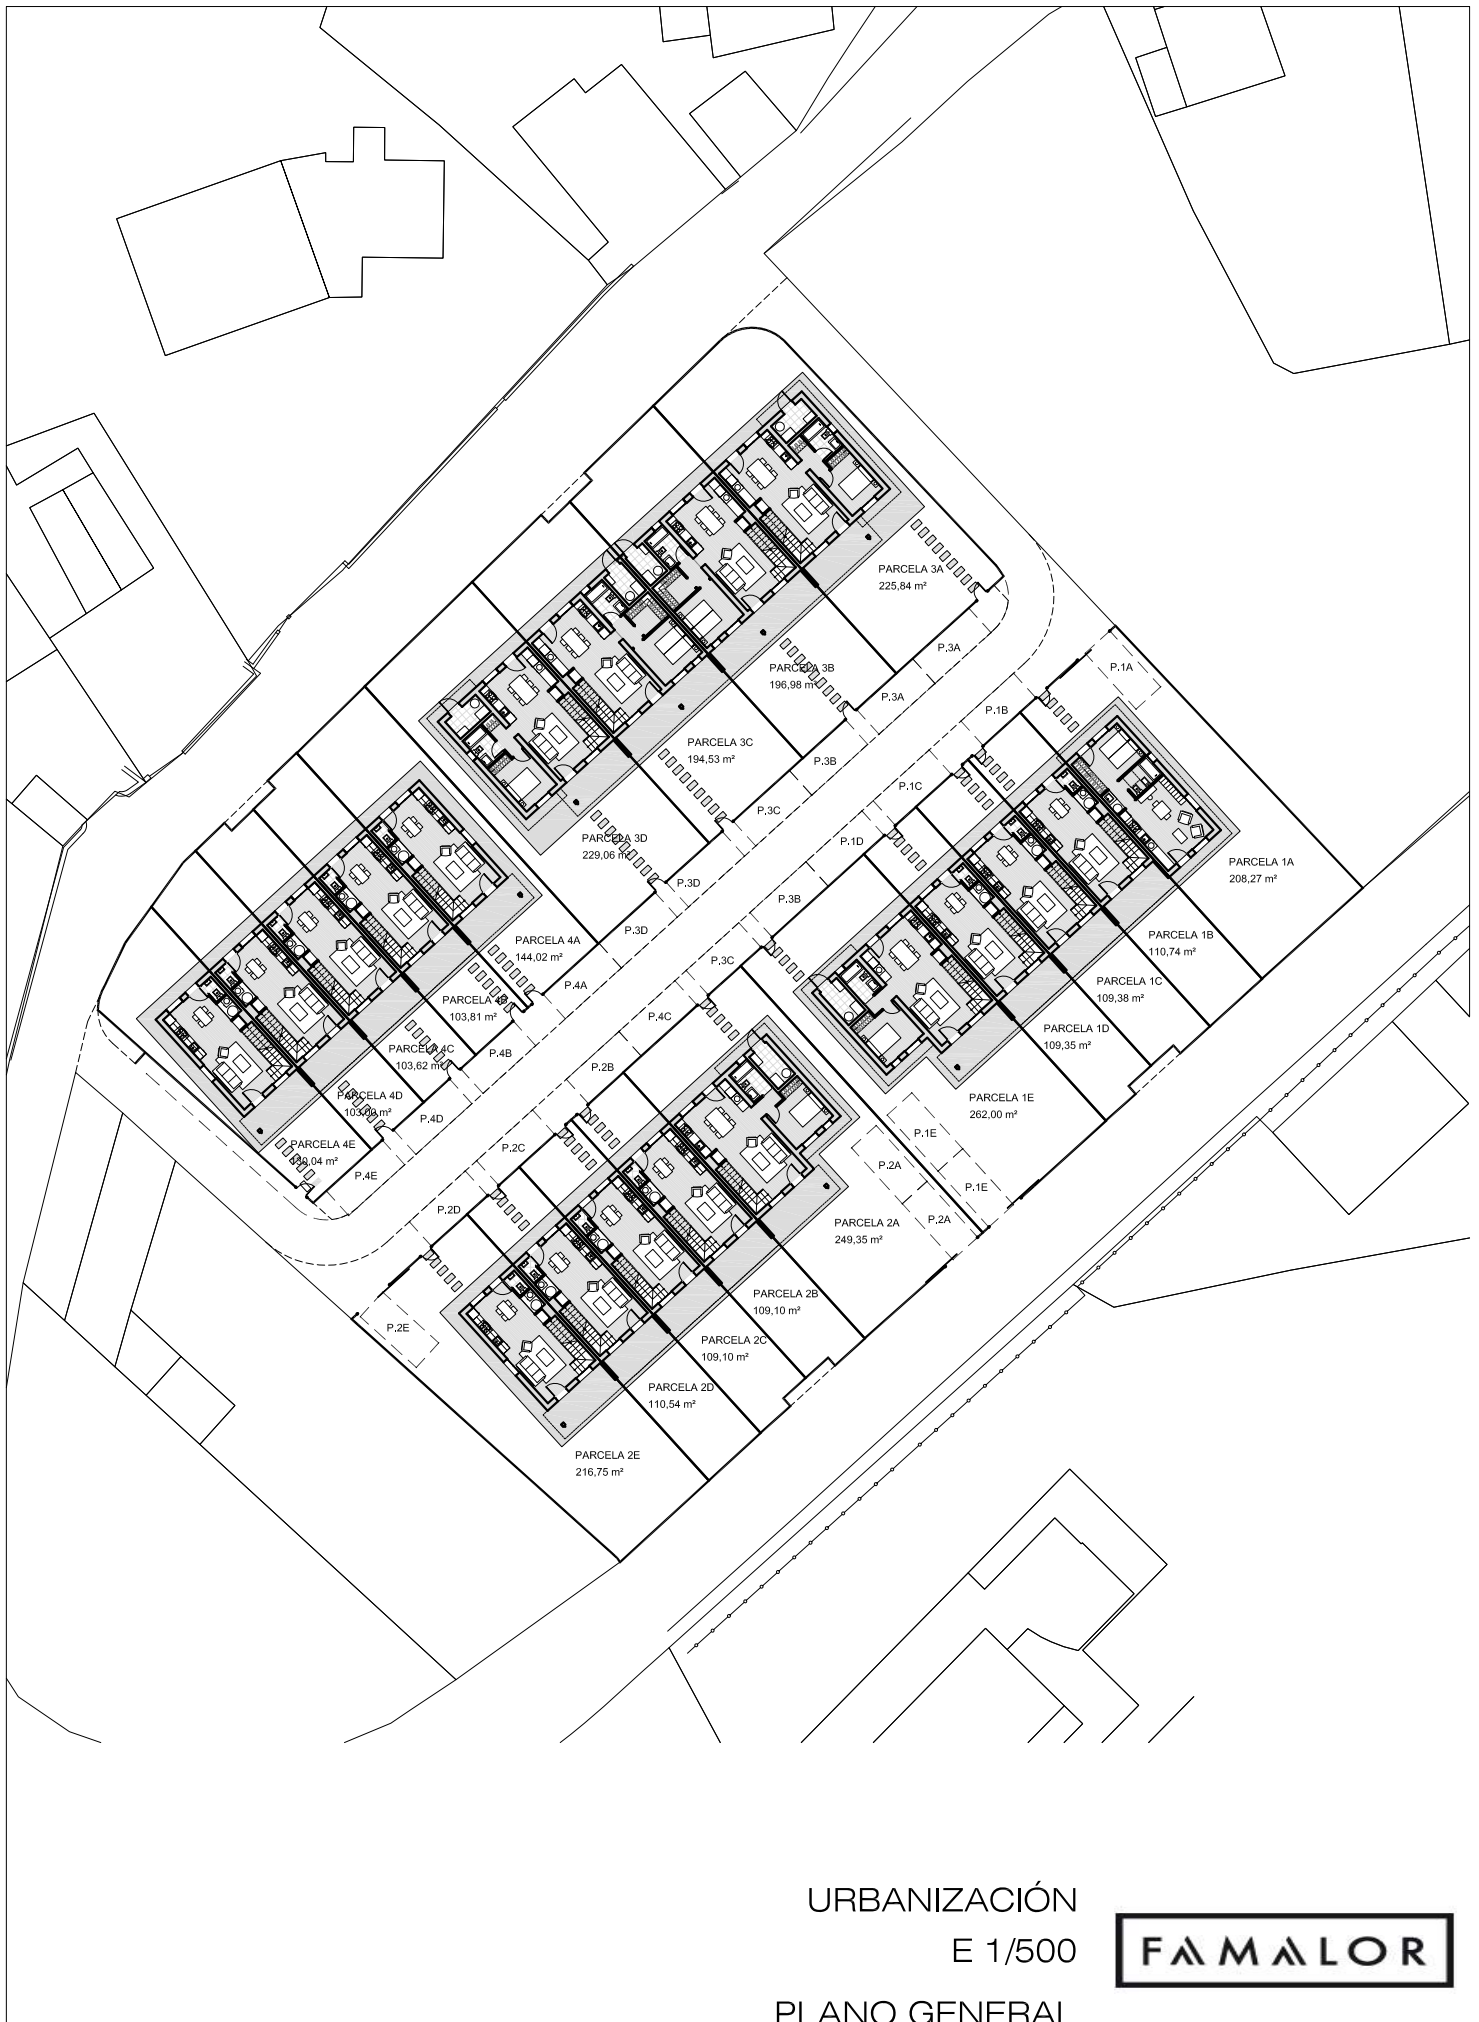 PARCELA 3A
225,84 m²
P.3A
P.1A
PARCELA 3B
196,98 m²
P.3A
P.1B
PARCELA 3C
194,53 m²
P.3B
P.1C
P.3C
PARCELA 3D
229,06 m²
P.1D
PARCELA 1A
208,27 m²
P.3D
P.3B
P.3D
PARCELA 4A
144,02 m²
PARCELA 1B
110,74 m²
P.3C
P.4A
PARCELA 1C
109,38 m²
103,81 m²
P.4C
PARCELA 1D
109,35 m²
PARCELA 4C
103,62 m²
P.4B
P.2B
PARCELA 4D
PARCELA 1E
262,00 m²
P.4D
P.1E
PARCELA 4E
P.2C
P.2A
P.4E
P.1E
P.2D
P.2A
PARCELA 2A
249,35 m²
PARCELA 2B
109,10 m²
P.2E
PARCELA 2C
109,10 m²
PARCELA 2D
110,54 m²
PARCELA 2E
216,75 m²
URBANIZACIÓN
E 1/500
FAMALOR
PLANO GENERAL